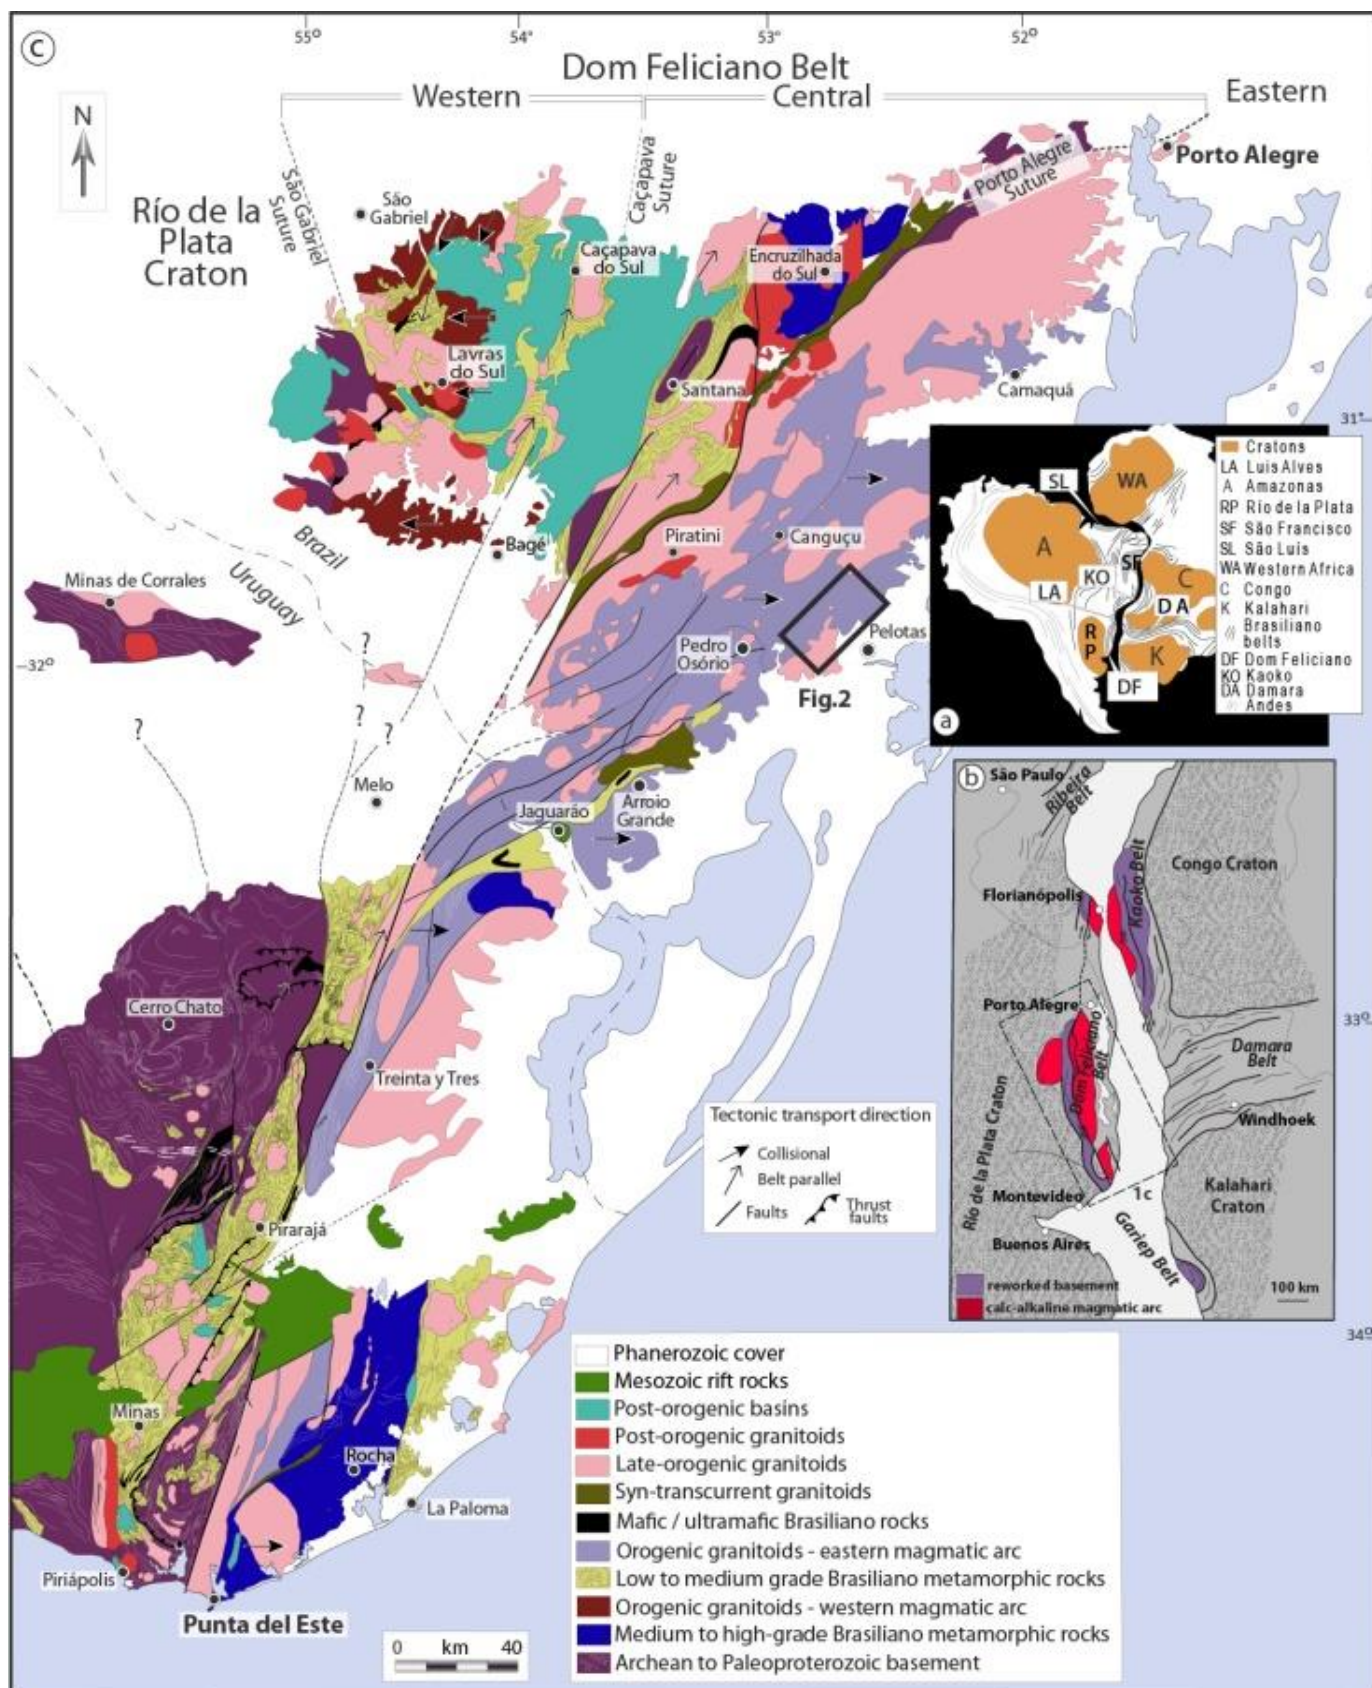 c
55°
54°
53°
52°
Dom Feliciano Belt
Western
Central
Eastern
N
Río de la
Plata
Craton
São Gabriel
Suture
São
Gabriel
Caçapava
Suture
Caçapava
do Sul
Encruzilhada
do Sul
Porto Alegre
Suture
Porto Alegre
Lavras
do Sul
Santana
Camaquã
31°
Bagé
Piratini
Canguçu
Brazil
Uruguay
Minas de Corrales
32°
Pedro
Osório
Pelotas
Fig.2
?
?
?
Melo
Jaguarão
Arroio
Grande
Cerro Chato
Treinta y Tres
33°
Pirarajá
Minas
Rocha
La Paloma
Piriápolis
Punta del Este
34°
SL
WA
A
SF
KO
C
LA
DA
R
P
K
DF
a
Cratons
LA Luis Alves
A Amazonas
RP Río de la Plata
SF São Francisco
SL São Luís
WA Western Africa
C Congo
K Kalahari
Brasiliano
belts
DF Dom Feliciano
KO Kaoko
DA Damara
Andes
b
São Paulo
Ribeira
Belt
Kaoko Belt
Congo Craton
Florianópolis
Porto Alegre
Dom Feliciano
Belt
Damara
Belt
Windhoek
Río de la Plata Craton
Kalahari
Craton
Montevideo
1c
Buenos Aires
Gariep Belt
reworked basement
calc-alkaline magmatic arc
100 km
Tectonic transport direction
Collisional
Belt parallel
Faults
Thrust
faults
Phanerozoic cover
Mesozoic rift rocks
Post-orogenic basins
Post-orogenic granitoids
Late-orogenic granitoids
Syn-transcurrent granitoids
Mafic / ultramafic Brasiliano rocks
Orogenic granitoids - eastern magmatic arc
Low to medium grade Brasiliano metamorphic rocks
Orogenic granitoids - western magmatic arc
Medium to high-grade Brasiliano metamorphic rocks
Archean to Paleoproterozoic basement
0 km 40